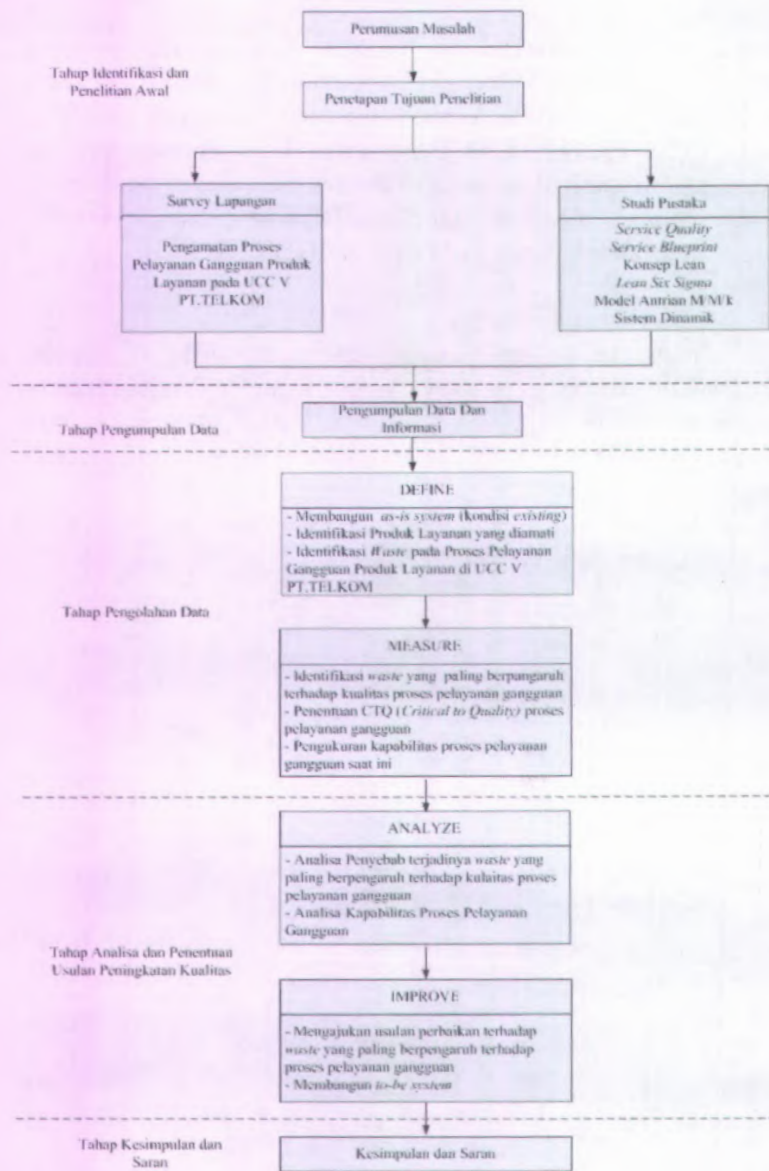 Perumusan Masalah
Tahap Identifikasi dan
Penelitian Awal
Penetapan Tujuan Penelitian
Survey Lapangan
Pengamatan Proses
Pelayanan Gangguan Produk
Layanan pada UCC V
PT.TELKOM
Studi Pustaka
Service Quality
Service Blueprint
Konsep Lean
Lean Six Sigma
Model Antrian M/M/k
Sistem Dinamik
Tahap Pengumpulan Data
Pengumpulan Data Dan
Informasi
DEFINE
- Membangun as-is system (kondisi existing)
- Identifikasi Produk Layanan yang diamati
- Identifikasi Waste pada Proses Pelayanan
Gangguan Produk Layanan di UCC V
PT.TELKOM
Tahap Pengolahan Data
MEASURE
- Identifikasi waste yang paling berpangaruh
terhadap kualitas proses pelayanan gangguan
- Penentuan CTQ (Critical to Quality) proses
pelayanan gangguan
- Pengukuran kapabilitas proses pelayanan
gangguan saat ini
ANALYZE
- Analisa Penyebab terjadinya waste yang
paling berpengaruh terhadap kulaitas proses
pelayanan gangguan
- Analisa Kapabilitas Proses Pelayanan
Gangguan
Tahap Analisa dan Penentuan
Usulan Peningkatan Kualitas
IMPROVE
- Mengajukan usulan perbaikan terhadap
waste yang paling berpengaruh terhadap
proses pelayanan gangguan
- Membangun to-be system
Tahap Kesimpulan dan
Saran
Kesimpulan dan Saran